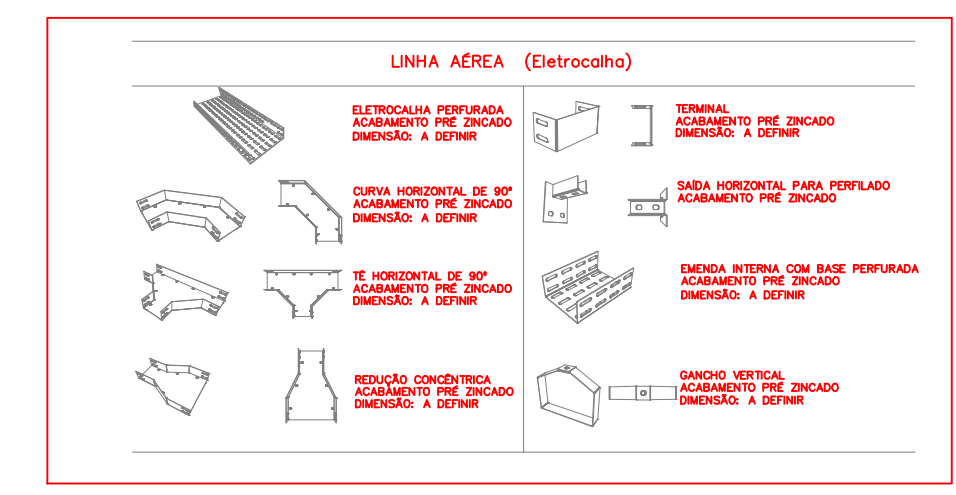 LINHA AÉREA (Eletrocalha)
ELETROCALHA PERFURADA
ACABAMENTO PRÉ ZINCADO
DIMENSÃO: A DEFINIR
CURVA HORIZONTAL DE 90°
ACABAMENTO PRÉ ZINCADO
DIMENSÃO: A DEFINIR
TÊ HORIZONTAL DE 90°
ACABAMENTO PRÉ ZINCADO
DIMENSÃO: A DEFINIR
REDUÇÃO CONCÊNTRICA
ACABAMENTO PRÉ ZINCADO
DIMENSÃO: A DEFINIR
TERMINAL
ACABAMENTO PRÉ ZINCADO
DIMENSÃO: A DEFINIR
SAÍDA HORIZONTAL PARA PERFILADO
ACABAMENTO PRÉ ZINCADO
EMENDA INTERNA COM BASE PERFURADA
ACABAMENTO PRÉ ZINCADO
DIMENSÃO: A DEFINIR
GANCHO VERTICAL
ACABAMENTO PRÉ ZINCADO
DIMENSÃO: A DEFINIR